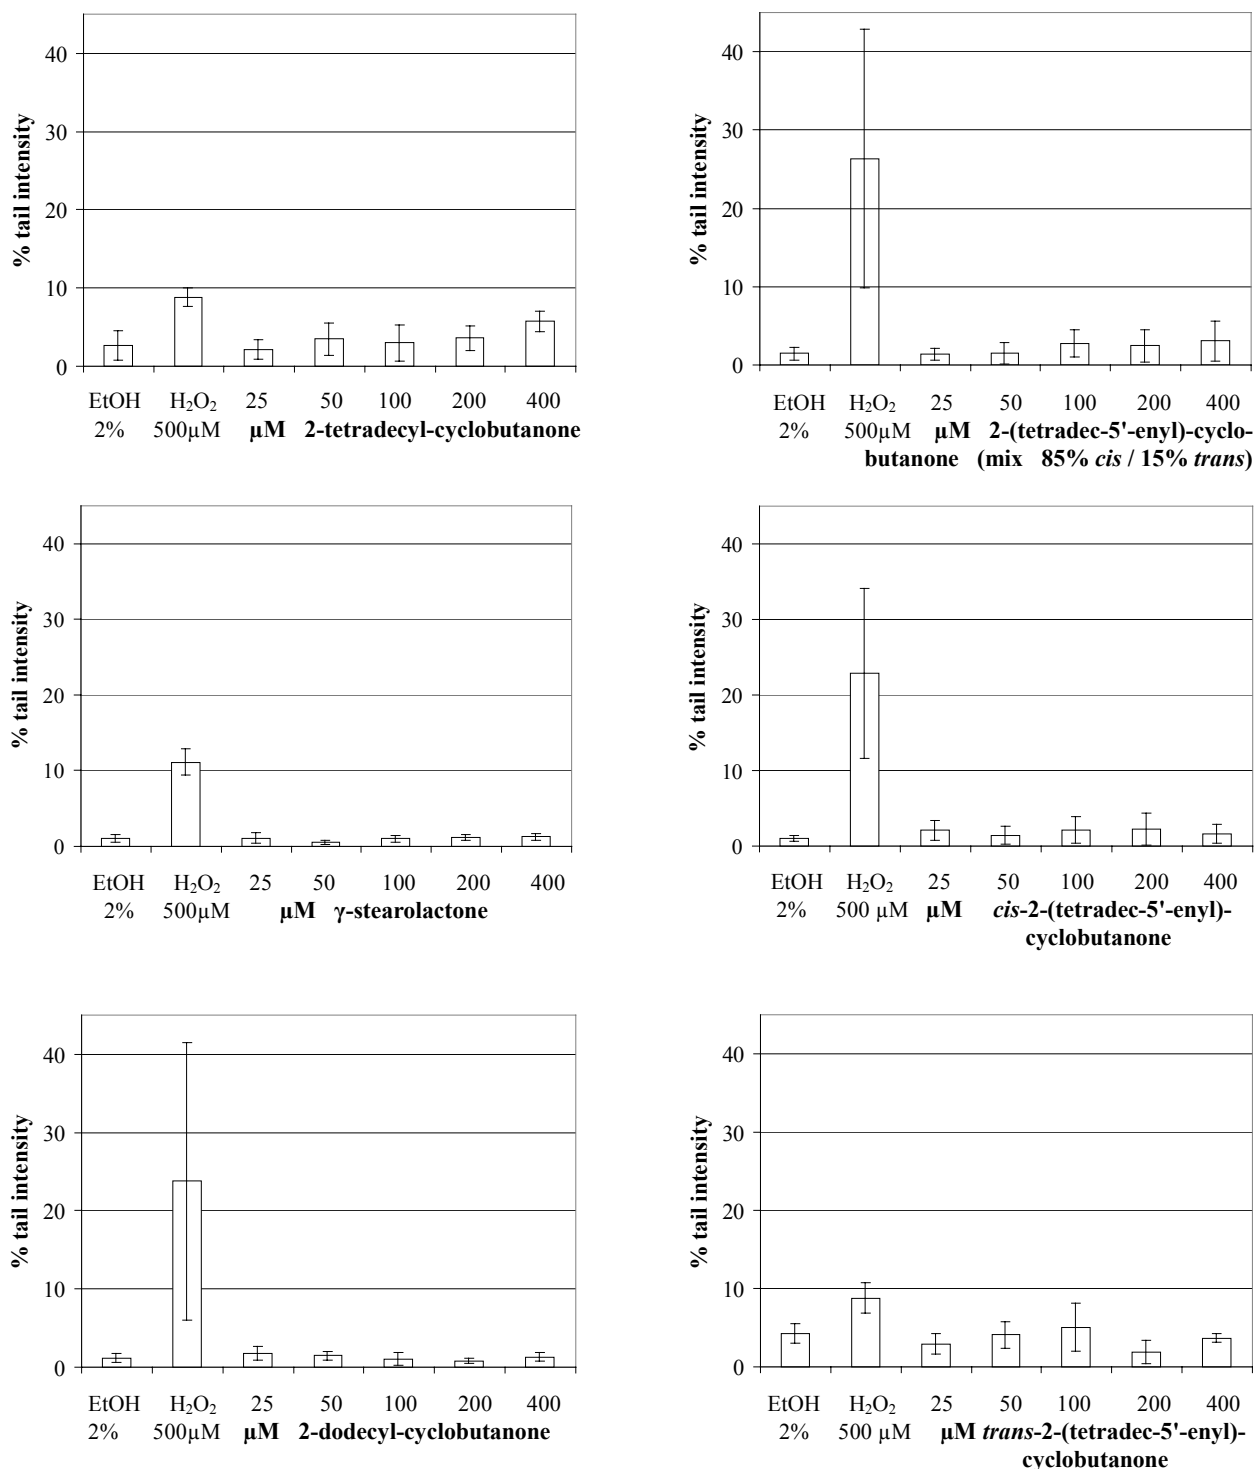 % tail intensity
40
30
20
10
0
EtOH H₂O₂ 25 50 100 200 400
2% 500µM µM 2-tetradecyl-cyclobutanone
% tail intensity
40
30
20
10
0
EtOH H₂O₂ 25 50 100 200 400
2% 500µM µM 2-(tetradec-5'-enyl)-cyclo-
butanone (mix 85% cis / 15% trans)
% tail intensity
40
30
20
10
0
EtOH H₂O₂ 25 50 100 200 400
2% 500µM µM γ-stearolactone
% tail intensity
40
30
20
10
0
EtOH H₂O₂ 25 50 100 200 400
2% 500 µM µM cis-2-(tetradec-5'-enyl)-
cyclobutanone
% tail intensity
40
30
20
10
0
EtOH H₂O₂ 25 50 100 200 400
2% 500µM µM 2-dodecyl-cyclobutanone
% tail intensity
40
30
20
10
0
EtOH H₂O₂ 25 50 100 200 400
2% 500 µM µM trans-2-(tetradec-5'-enyl)-
cyclobutanone